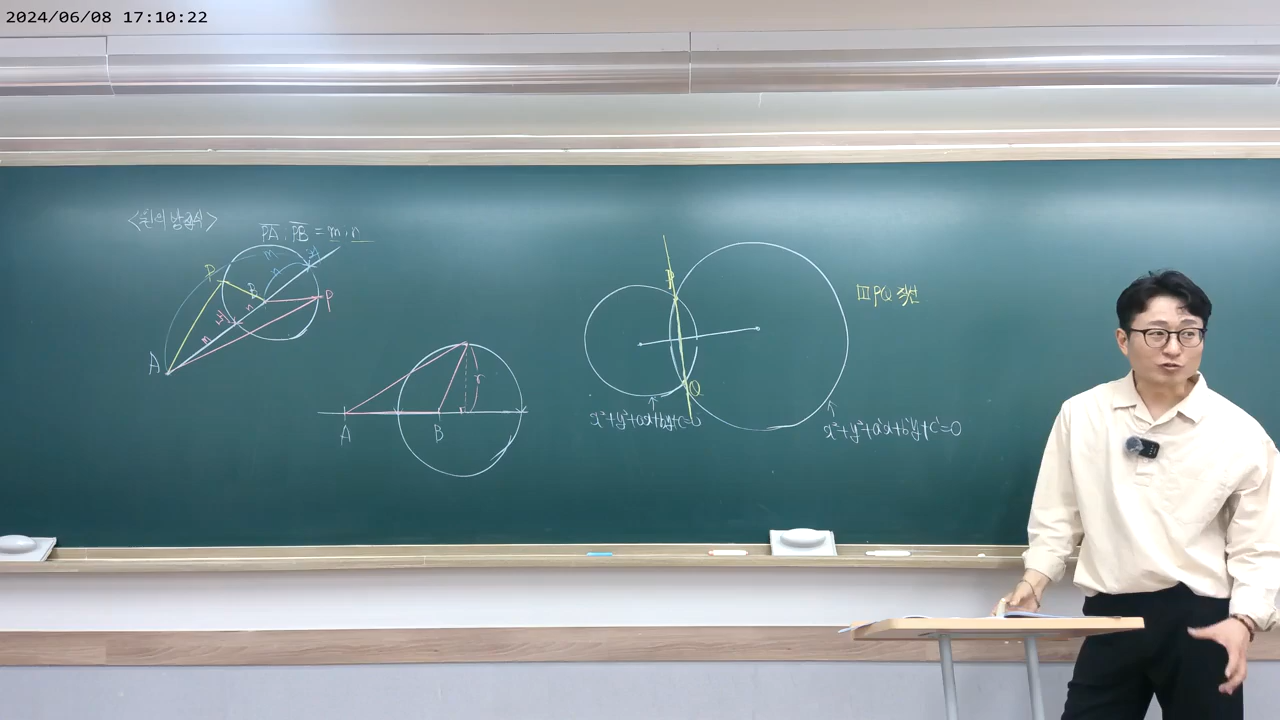 2024/06/08 17:10:22
<원의 방정식>
PA : PB = m : n
m
n
P
B
n
m
P
A
r
A
B
P
Q
x²+y²+ax+by+c=0
x²+y²+a'x+b'y+c'=0
III PQ 직선